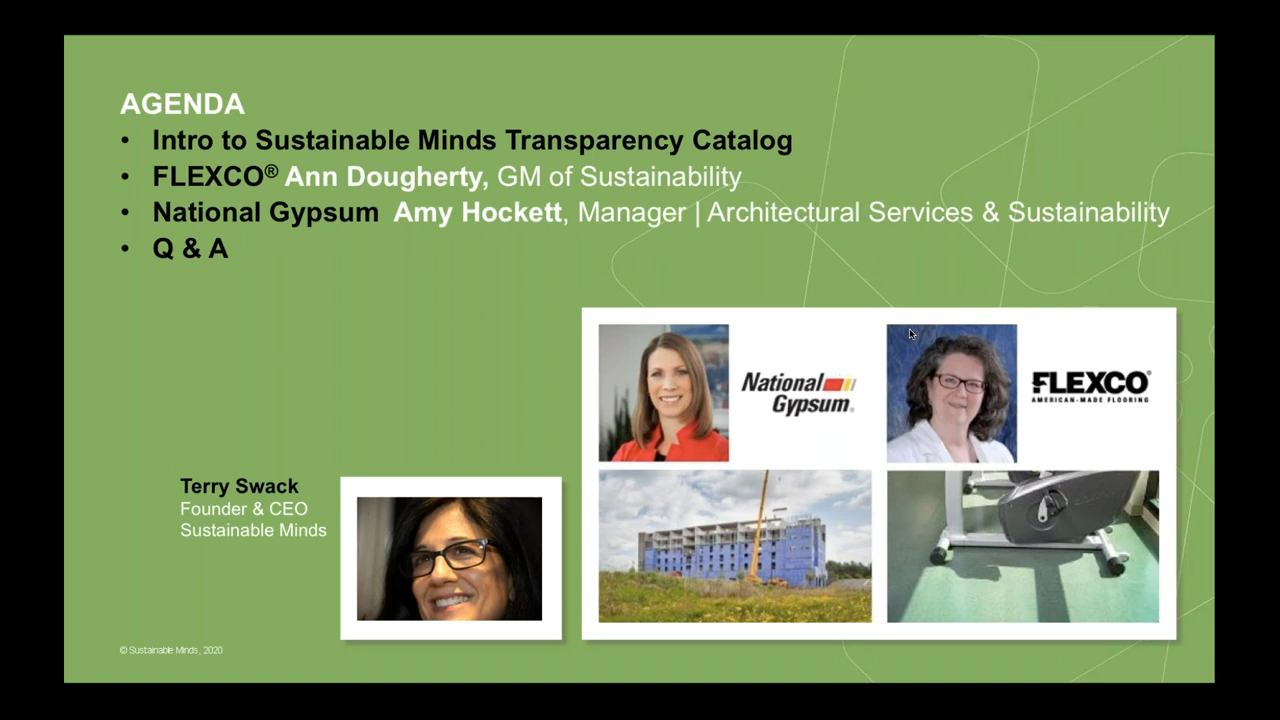 AGENDA
• Intro to Sustainable Minds Transparency Catalog
• FLEXCO® Ann Dougherty, GM of Sustainability
• National Gypsum Amy Hockett, Manager | Architectural Services & Sustainability
• Q & A
National Gypsum®
FLEXCO®
AMERICAN-MADE FLOORING
Terry Swack
Founder & CEO
Sustainable Minds
© Sustainable Minds, 2020